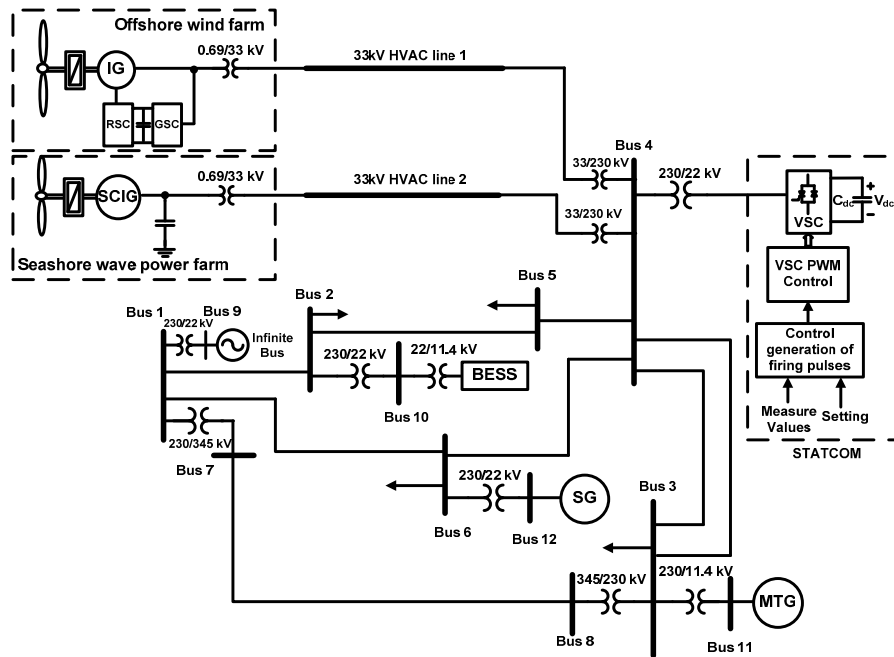 Offshore wind farm
0.69/33 kV
33kV HVAC line 1
IG
RSC
GSC
Bus 4
33/230 kV
230/22 kV
0.69/33 kV
33kV HVAC line 2
SCIG
33/230 kV
Seashore wave power farm
VSC
Cdc
+
Vdc
−
VSC PWM
Control
Control
generation of
firing pulses
Measure
Values
Setting
STATCOM
Bus 5
Bus 2
Bus 1
Bus 9
230/22 kV
Infinite
Bus
230/22 kV
22/11.4 kV
BESS
Bus 10
230/345 kV
Bus 7
230/22 kV
SG
Bus 6
Bus 12
Bus 3
345/230 kV
230/11.4 kV
MTG
Bus 8
Bus 11